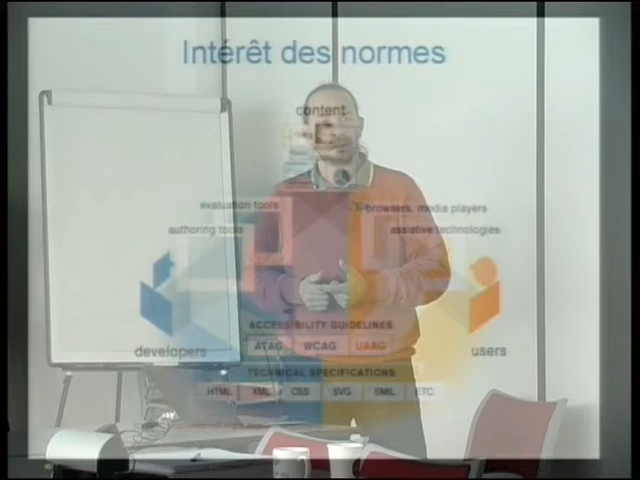 Intérêt des normes
content
evaluation tools
browsers, media players
authoring tools
assistive technologies
ACCESSIBILITY GUIDELINES
ATAG WCAG UAAG
developers
users
TECHNICAL SPECIFICATIONS
HTML XML CSS SVG SMIL ETC.